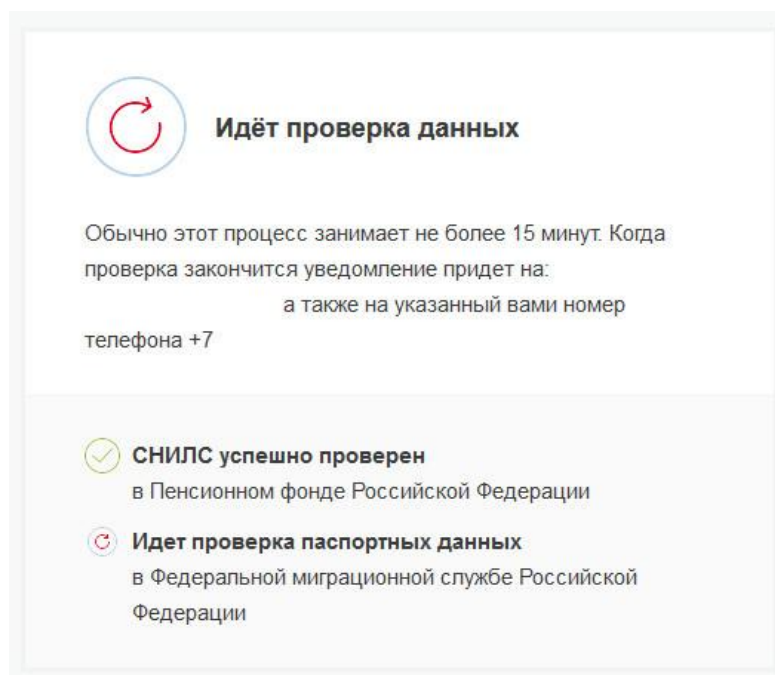 Идёт проверка данных
Обычно этот процесс занимает не более 15 минут. Когда
проверка закончится уведомление придет на:
а также на указанный вами номер
телефона +7
СНИЛС успешно проверен
в Пенсионном фонде Российской Федерации
Идет проверка паспортных данных
в Федеральной миграционной службе Российской
Федерации